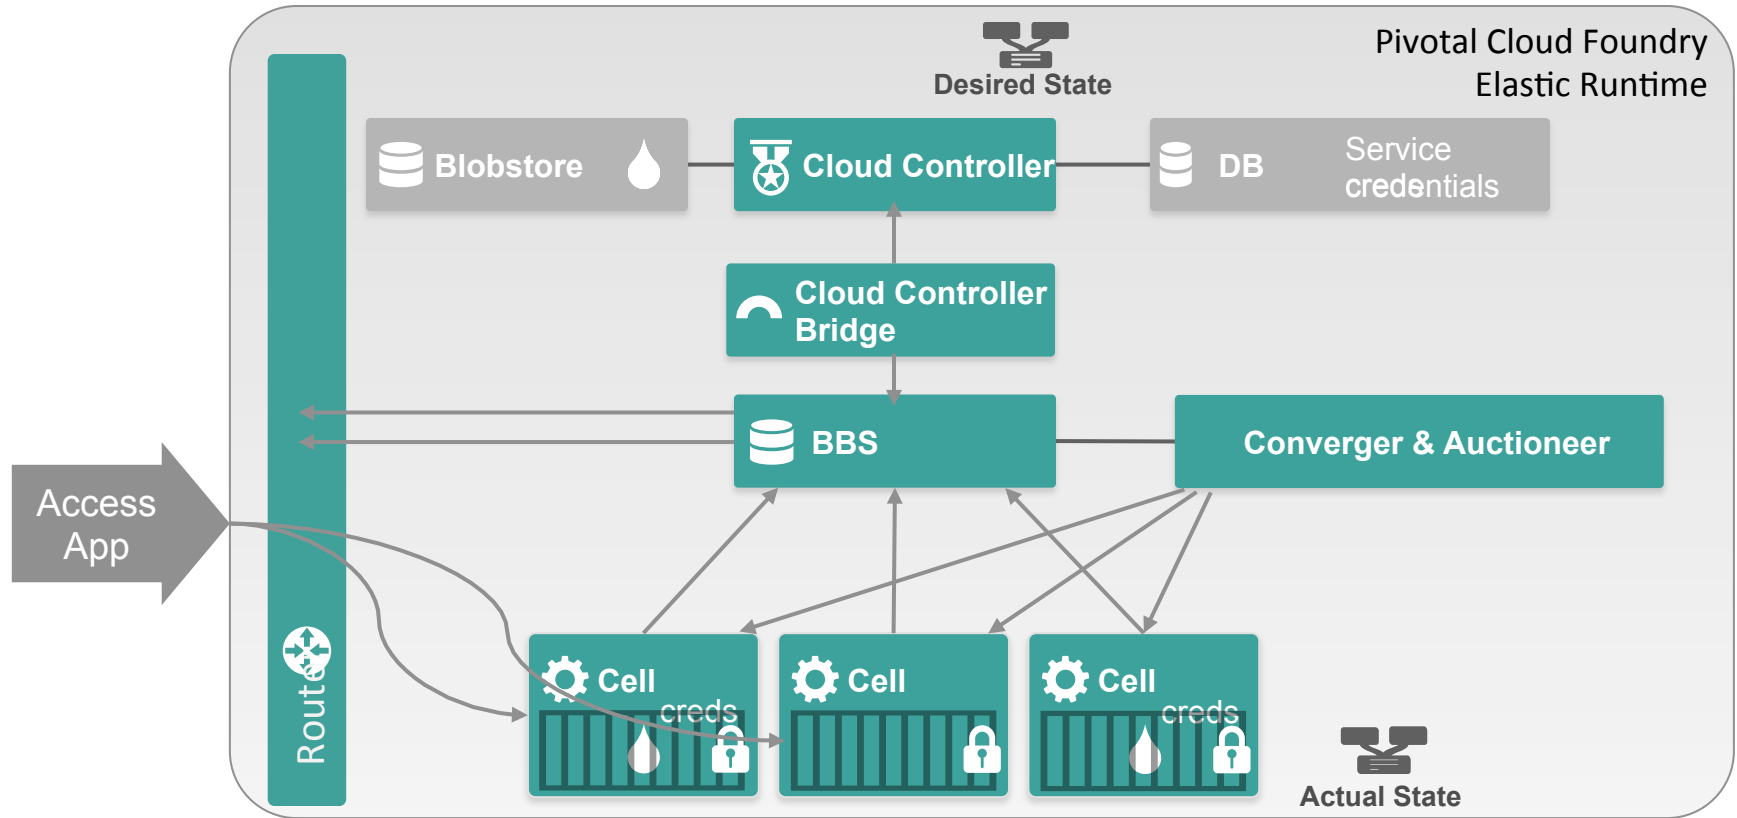 Pivotal Cloud Foundry
Elastic Runtime
Desired State
Blobstore
Cloud Controller
DB
Service
credentials
creds
Cloud Controller
Bridge
BBS
Converger & Auctioneer
Access
App
Router
Cell
creds
Cell
Cell
creds
Actual State